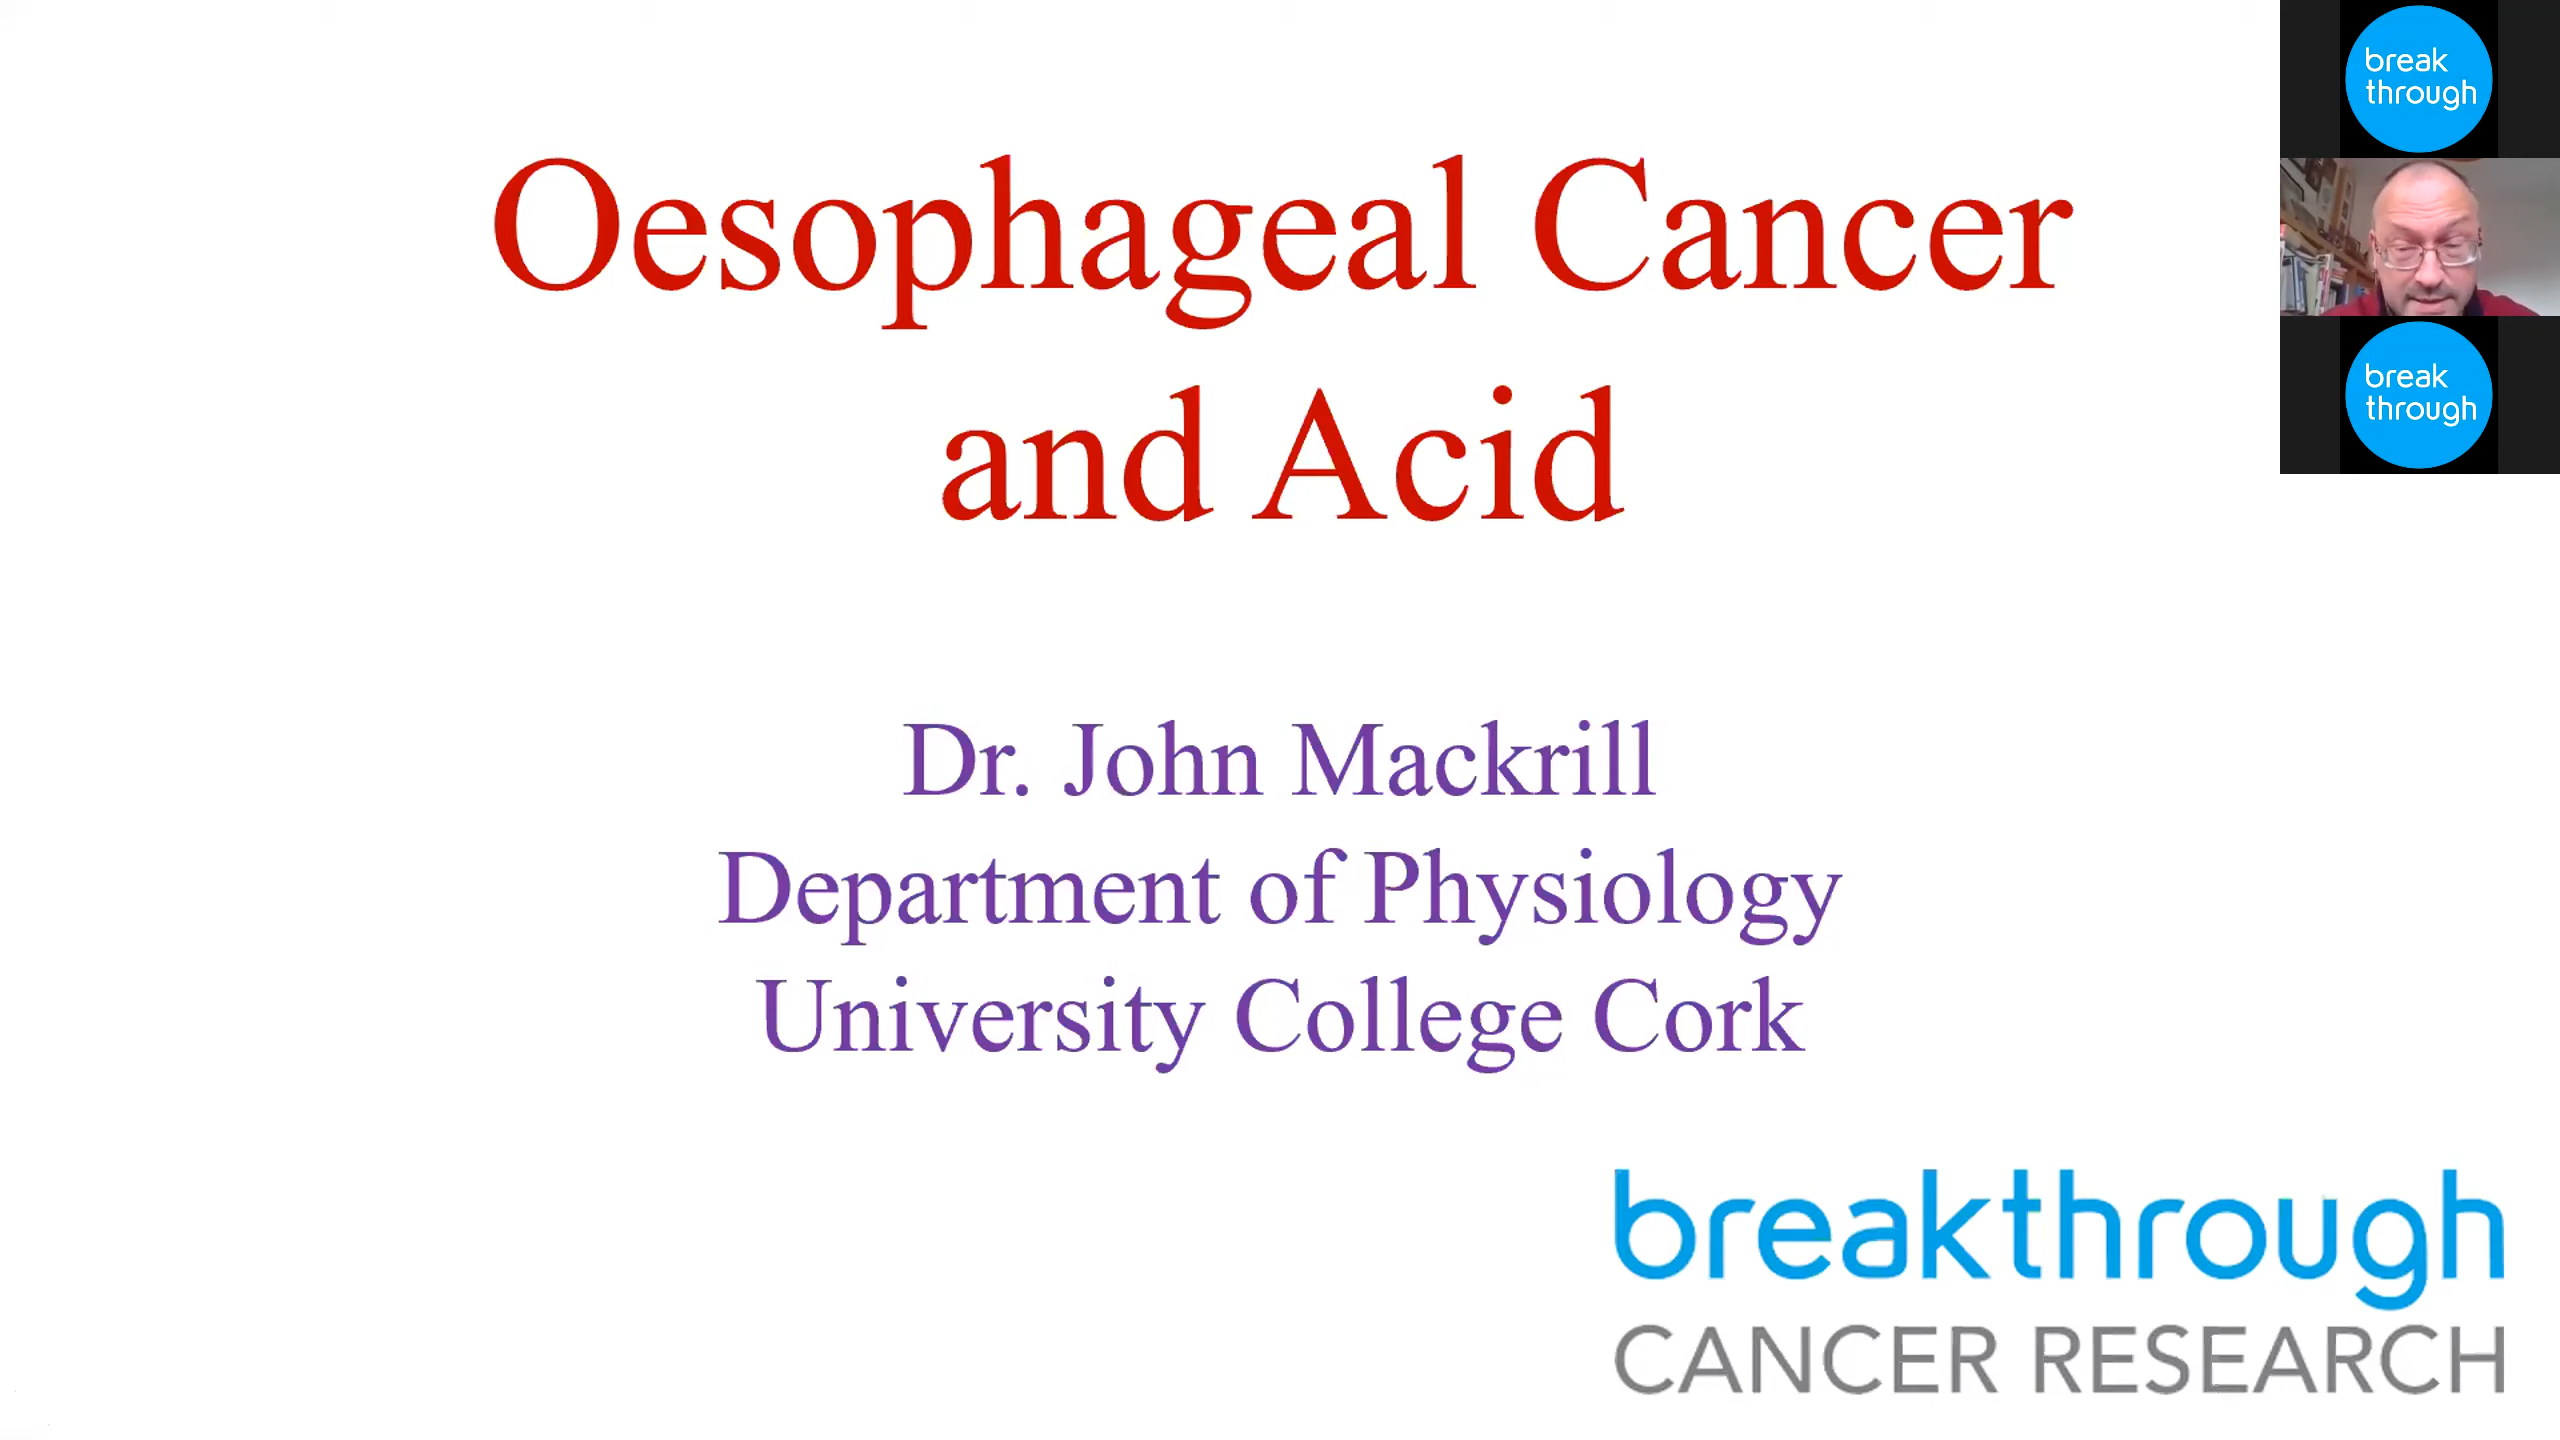 Oesophageal Cancer
and Acid
Dr. John Mackrill
Department of Physiology
University College Cork
breakthrough
CANCER RESEARCH
break
through
break
through